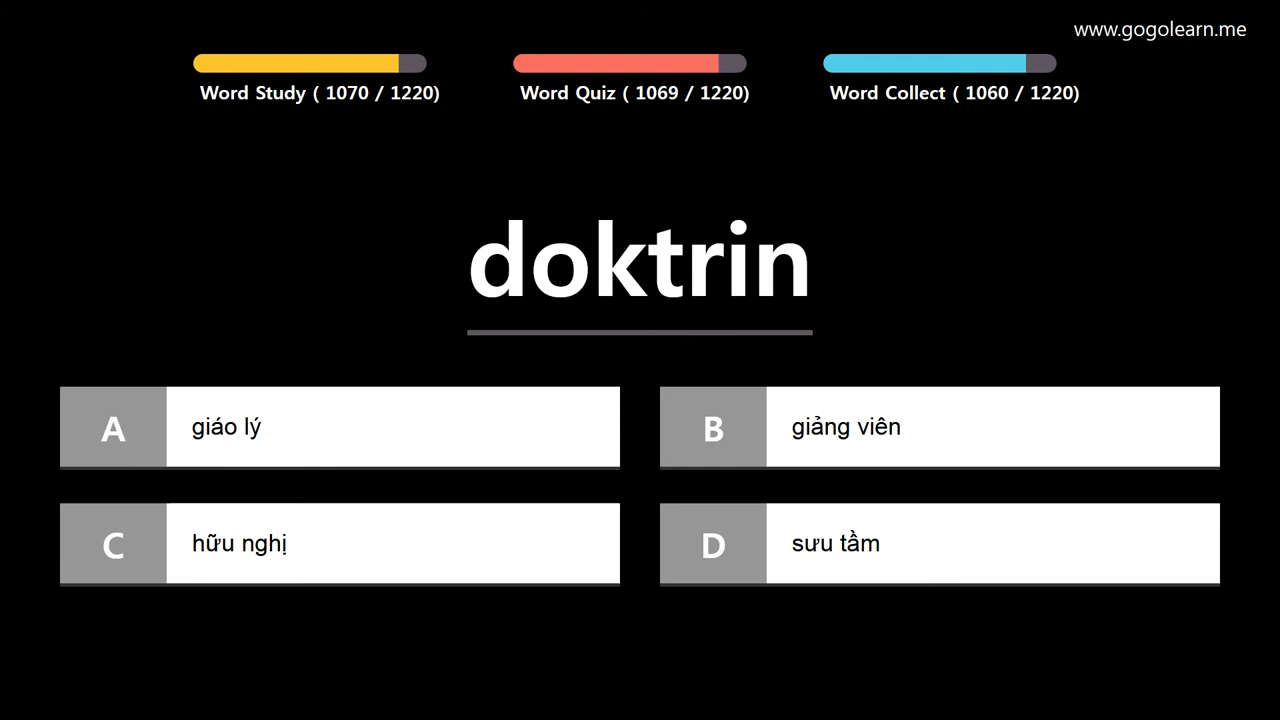 www.gogolearn.me
Word Study ( 1070 / 1220)
Word Quiz ( 1069 / 1220)
Word Collect ( 1060 / 1220)
doktrin
A giáo lý
B giảng viên
C hữu nghị
D sưu tầm